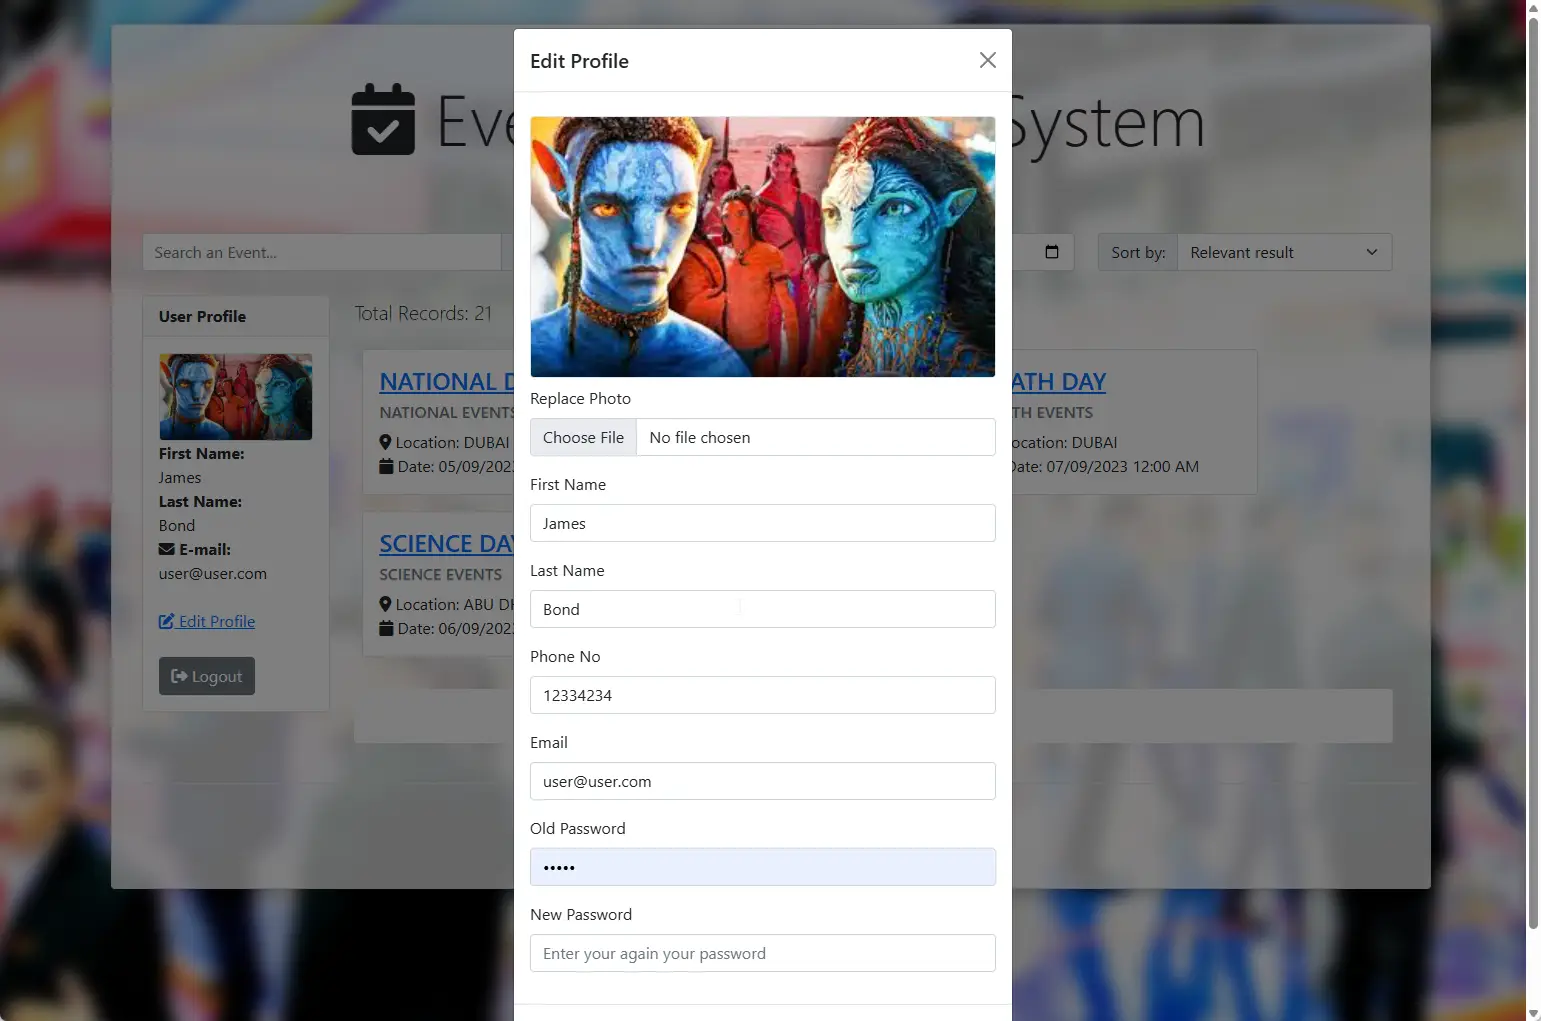 Edit Profile
Eve
System
Search an Event...
Sort by:
Relevant result
User Profile
Total Records: 21
NATIONAL D
NATIONAL EVENTS
Location: DUBAI
Date: 05/09/202
ATH DAY
TH EVENTS
ocation: DUBAI
Date: 07/09/2023 12:00 AM
SCIENCE DAY
SCIENCE EVENTS
Location: ABU DH
Date: 06/09/202
First Name:
James
Last Name:
Bond
E-mail:
user@user.com
Edit Profile
Logout
Replace Photo
Choose File
No file chosen
First Name
James
Last Name
Bond
Phone No
12334234
Email
user@user.com
Old Password
•••••
New Password
Enter your again your password